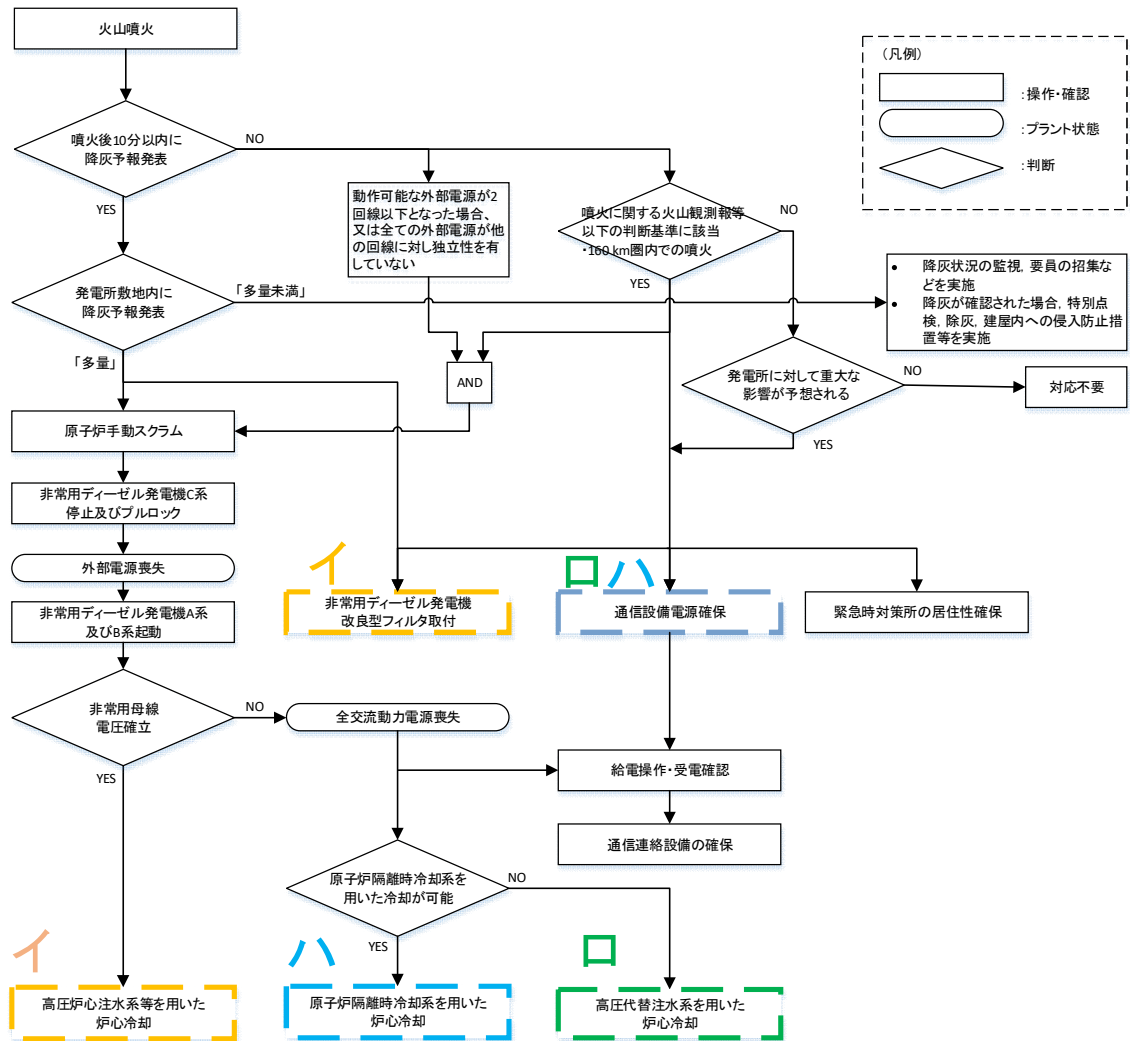 火山噴火
(凡例)
:操作・確認
:プラント状態
:判断
噴火後10分以内に
降灰予報発表
NO
YES
動作可能な外部電源が2
回線以下となった場合、
又は全ての外部電源が他
の回線に対し独立性を有
していない
噴火に関する火山観測報等
以下の判断基準に該当
・160 km圏内での噴火
NO
YES
発電所敷地内に
降灰予報発表
「多量未満」
「多量」
• 降灰状況の監視, 要員の招集な
どを実施
• 降灰が確認された場合, 特別点
検, 除灰, 建屋内への侵入防止措
置等を実施
AND
発電所に対して重大な
影響が予想される
NO
YES
対応不要
原子炉手動スクラム
非常用ディーゼル発電機C系
停止及びプルロック
外部電源喪失
非常用ディーゼル発電機A系
及びB系起動
イ
非常用ディーゼル発電機
改良型フィルタ取付
ロハ
通信設備電源確保
緊急時対策所の居住性確保
非常用母線
電圧確立
NO
YES
全交流動力電源喪失
給電操作・受電確認
通信連絡設備の確保
原子炉隔離時冷却系を
用いた冷却が可能
NO
YES
イ
高圧炉心注水系等を用いた
炉心冷却
ハ
原子炉隔離時冷却系を用いた
炉心冷却
ロ
高圧代替注水系を用いた
炉心冷却